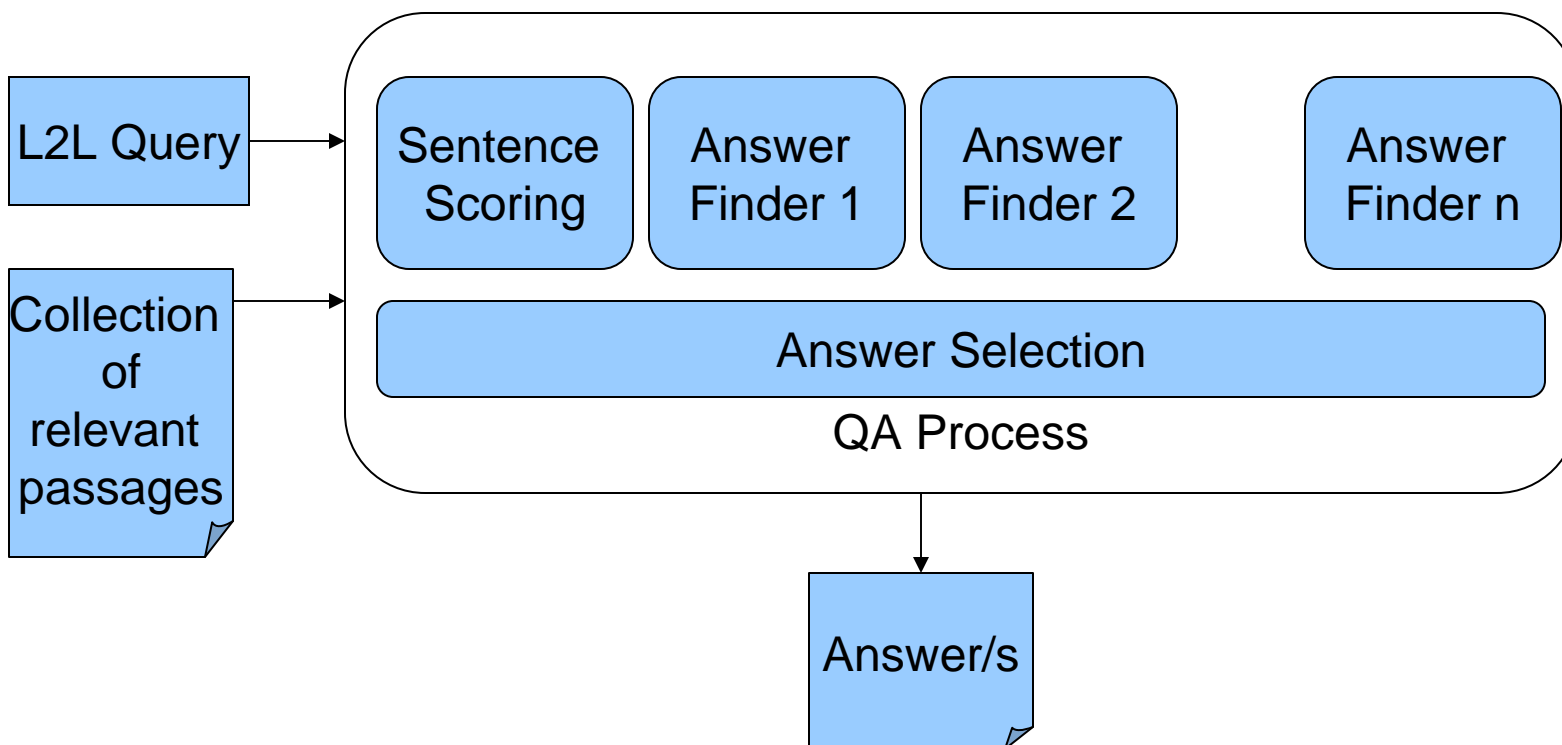 L2L Query
Collection
of
relevant
passages
Sentence
Scoring
Answer
Finder 1
Answer
Finder 2
Answer
Finder n
Answer Selection
QA Process
Answer/s